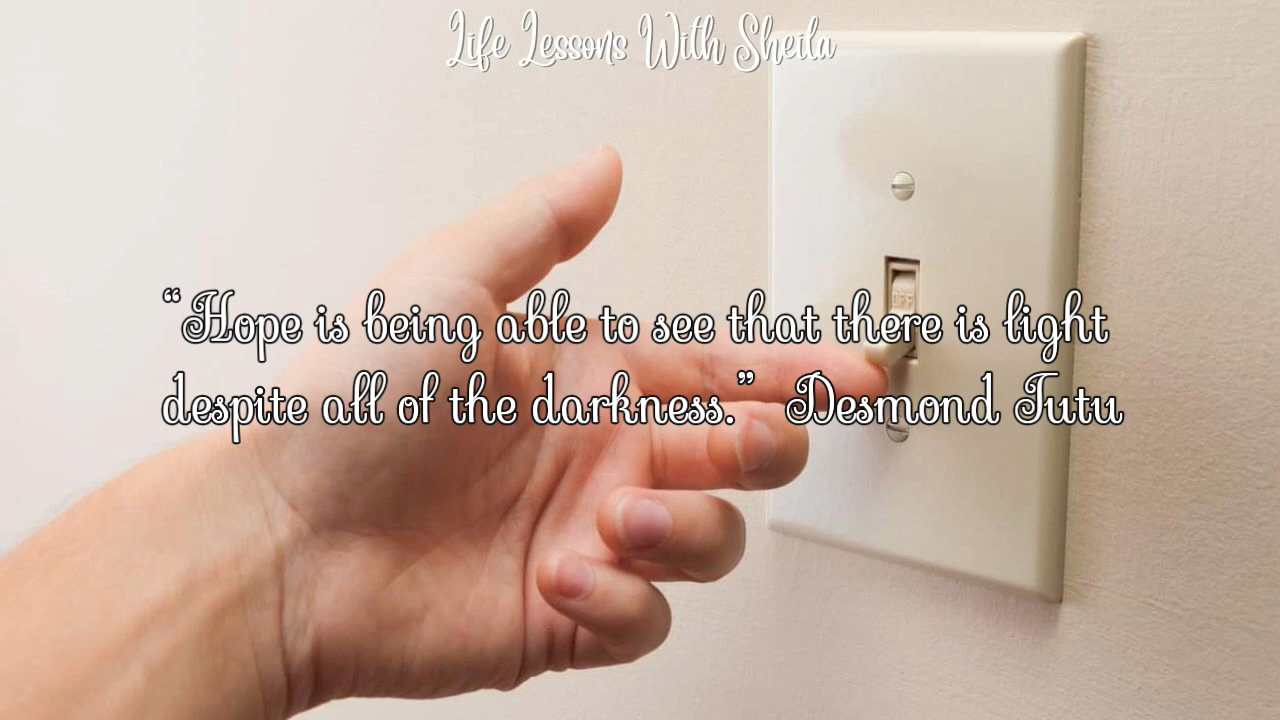 Life Lessons With Sheila
OFF
“Hope is being able to see that there is light
despite all of the darkness.” Desmond Tutu